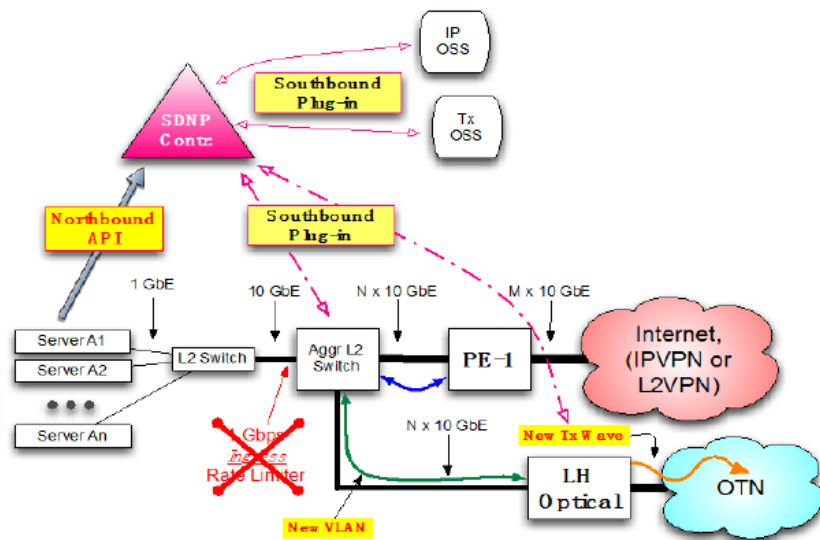 IP
OSS
Southbound
Plug-in
SDNP
Contr
Tx
OSS
Northbound
API
Southbound
Plug-in
1 GbE
10 GbE
N x 10 GbE
M x 10 GbE
Server A1
Server A2
Server An
L2 Switch
Aggr L2
Switch
PE-1
Internet,
(IPVPN or
L2VPN)
Gbps
Ingress
Rate Limiter
N x 10 GbE
New Tx Wave
New VLAN
LH
Optical
OTN